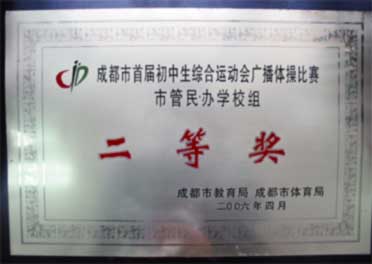 成都市首届初中生综合运动会广播体操比赛
市管民·办学校组
二等奖
成都市教育局 成都市体育局
二00六年四月